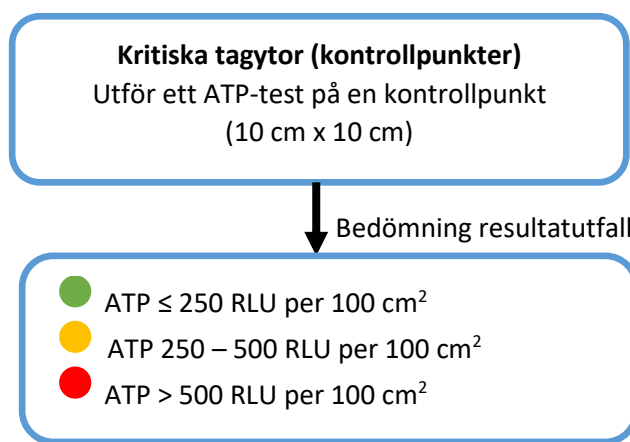 Kritiska tagytor (kontrollpunkter)
Utför ett ATP-test på en kontrollpunkt
(10 cm x 10 cm)
Bedömning resultatutfall
ATP ≤ 250 RLU per 100 cm²
ATP 250 – 500 RLU per 100 cm²
ATP > 500 RLU per 100 cm²